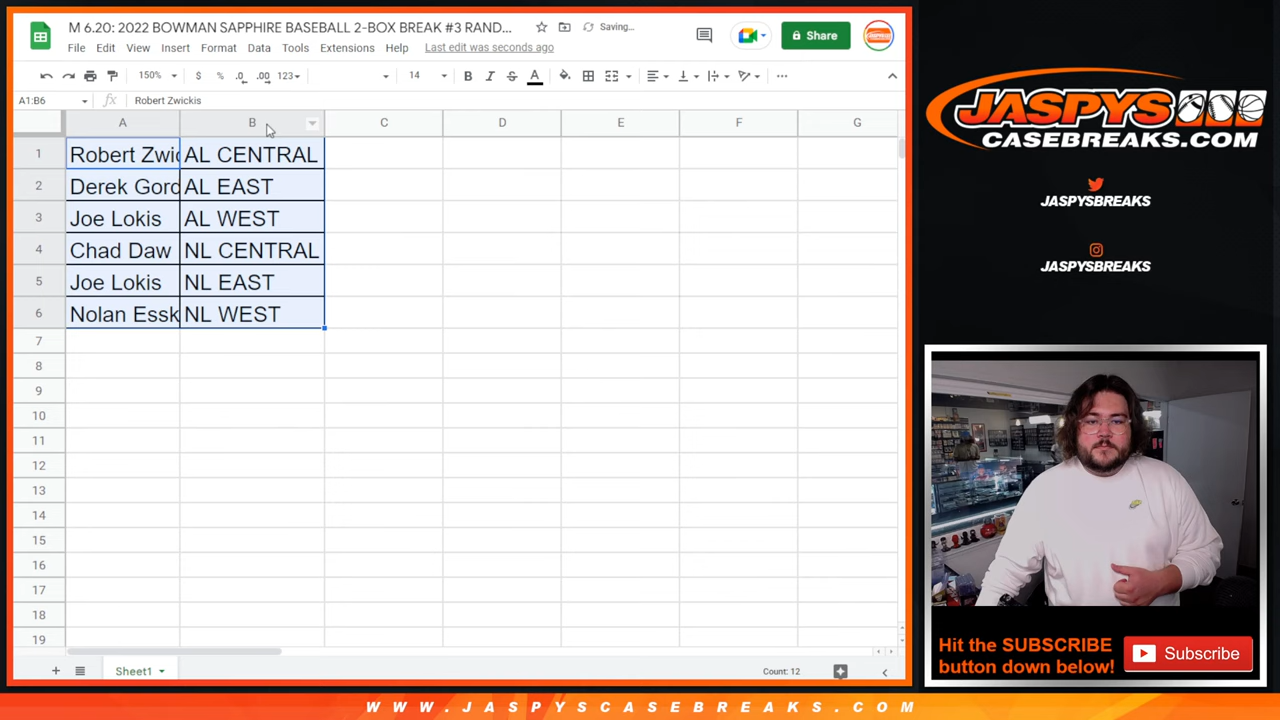 M 6.20: 2022 BOWMAN SAPPHIRE BASEBALL 2-BOX BREAK #3 RAND...
Saving...
File Edit View Insert Format Data Tools Extensions Help Last edit was seconds ago
Share
150% $ % .0 .00 123 14 B I S A
A1:B6 fx Robert Zwickis
A B C D E F G
1 Robert Zwic AL CENTRAL
2 Derek Gord AL EAST
3 Joe Lokis AL WEST
4 Chad Daw NL CENTRAL
5 Joe Lokis NL EAST
6 Nolan Essk NL WEST
7
8
9
10
11
12
13
14
15
16
17
18
19
Sheet1
Count: 12
JASPYS
CASEBREAKS.COM
JASPYSBREAKS
JASPYSBREAKS
Hit the SUBSCRIBE
button down below!
Subscribe
WWW.JASPYSCASEBREAKS.COM